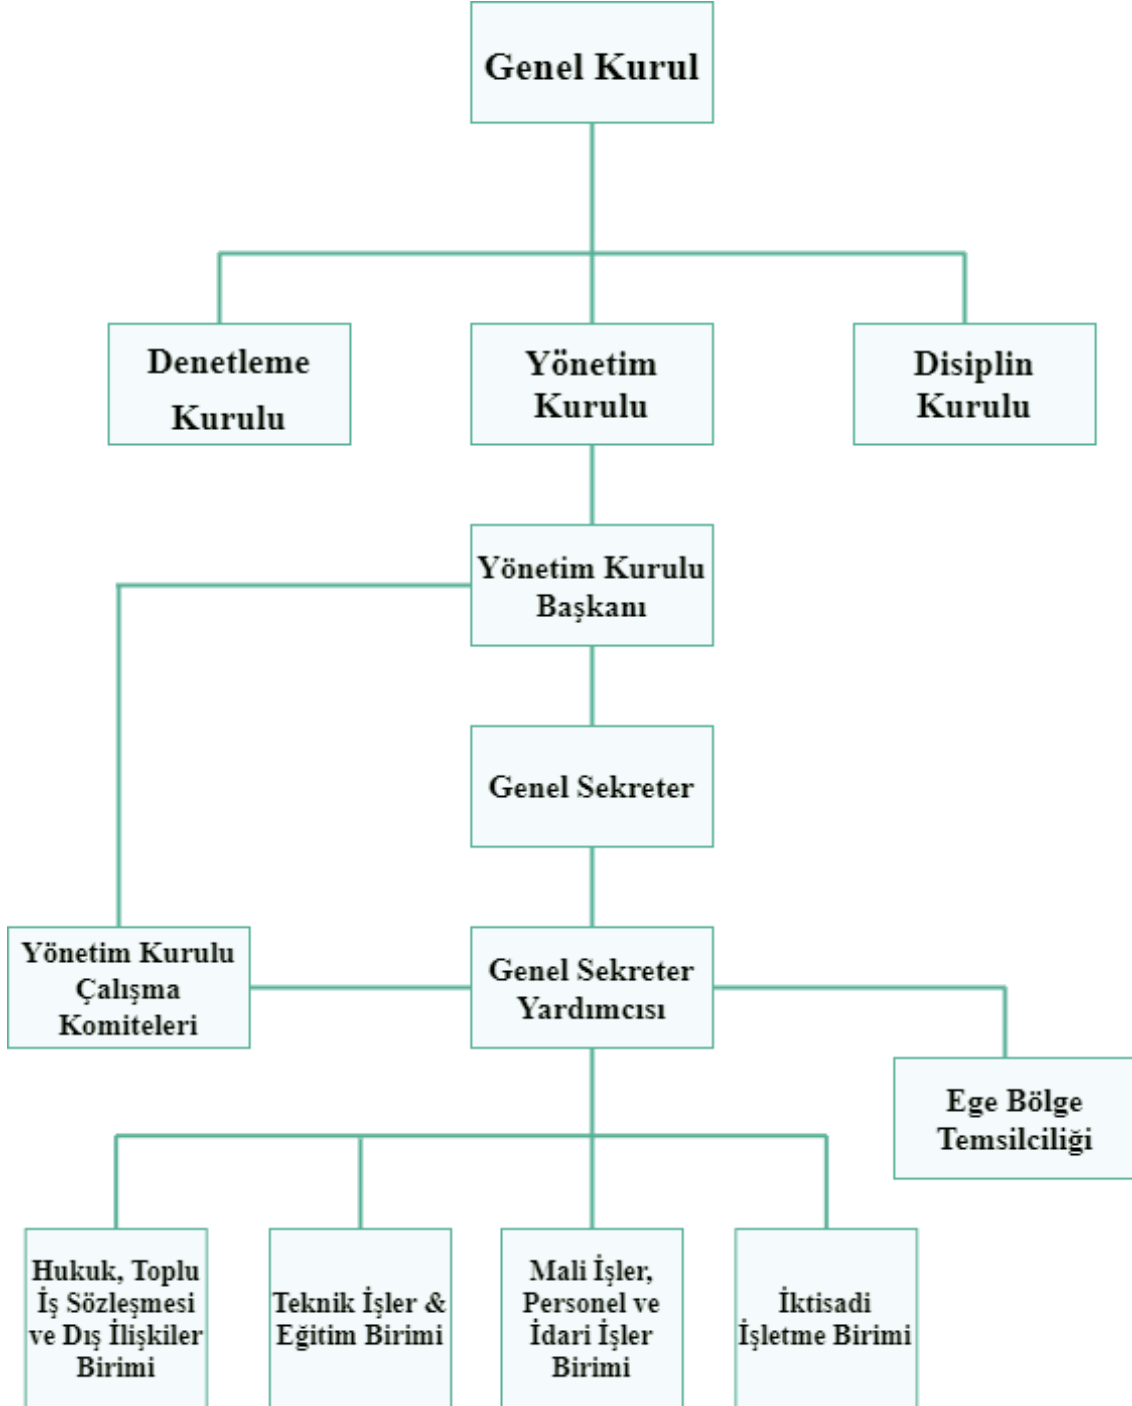 Genel Kurul
Denetleme
Kurulu
Yönetim
Kurulu
Disiplin
Kurulu
Yönetim Kurulu
Başkanı
Genel Sekreter
Yönetim Kurulu
Çalışma
Komiteleri
Genel Sekreter
Yardımcısı
Ege Bölge
Temsilciliği
Hukuk, Toplu
İş Sözleşmesi
ve Dış İlişkiler
Birimi
Teknik İşler &
Eğitim Birimi
Mali İşler,
Personel ve
İdari İşler
Birimi
İktisadi
İşletme Birimi